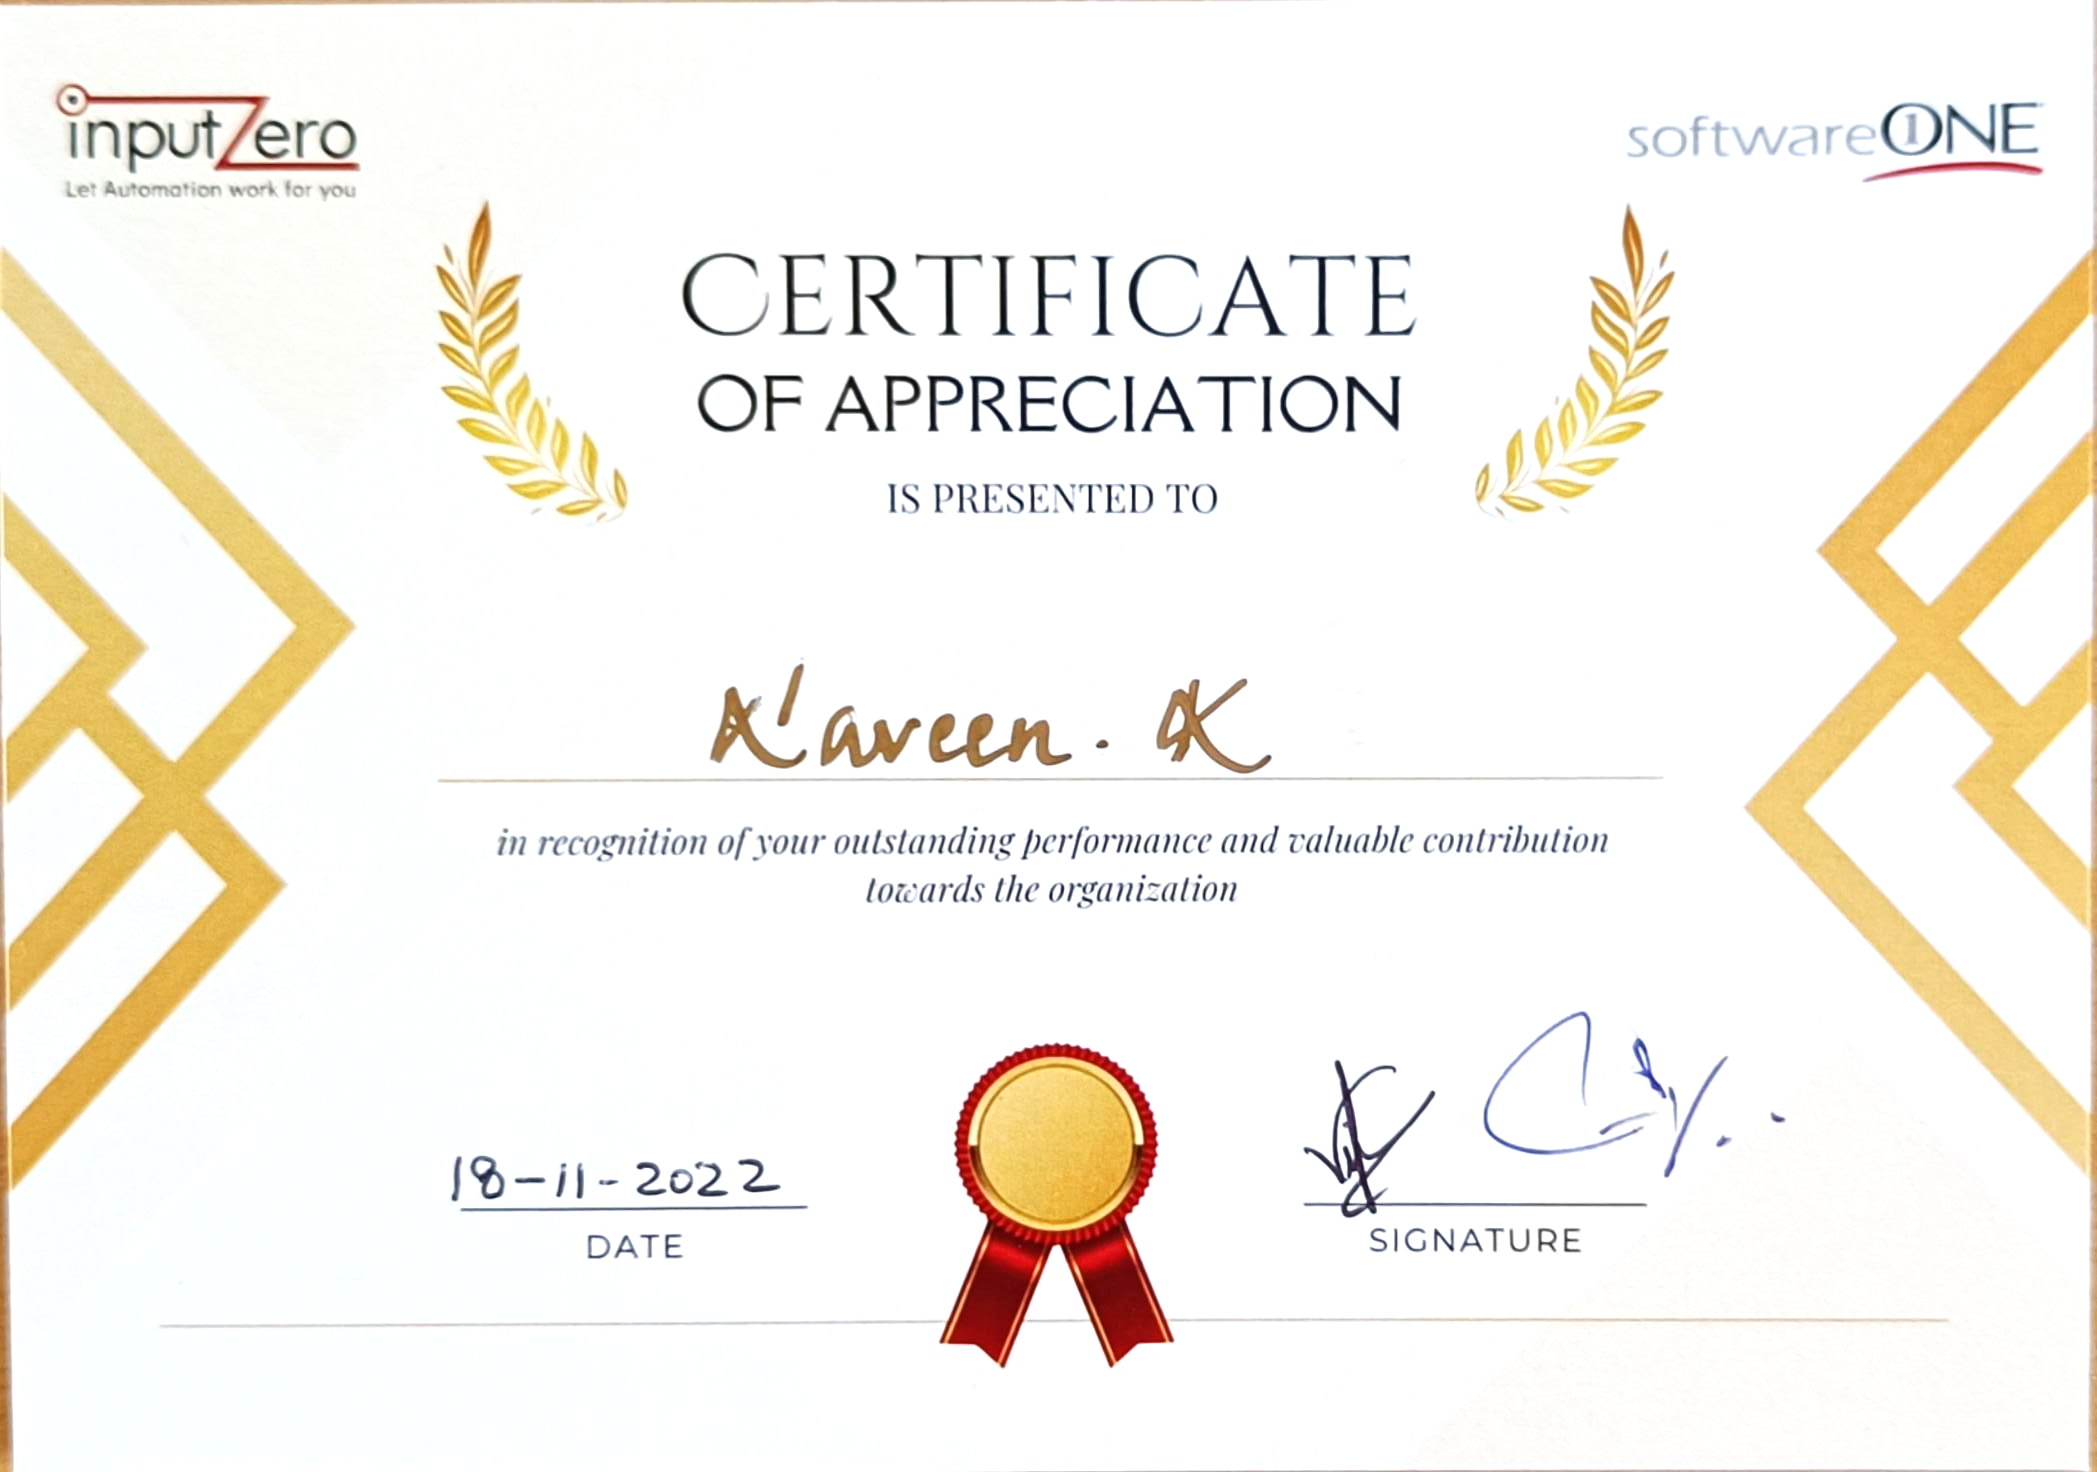 inputZero
Let Automation work for you
softwareONE
CERTIFICATE
OF APPRECIATION
IS PRESENTED TO
Naveen. K
in recognition of your outstanding performance and valuable contribution
towards the organization
18-11-2022
DATE
SIGNATURE